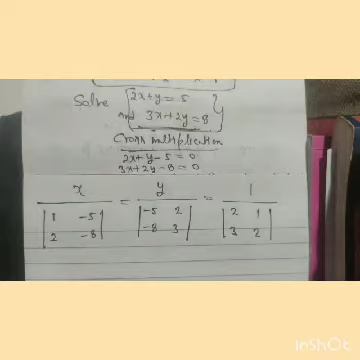 Solve { 2x+y = 5
and 3x+2y = 8 }
Cross multiplication
2x+y-5 = 0
3x+2y-8 = 0
x / |1 -5; 2 -8| = y / |-5 2; -8 3| = 1 / |2 1; 3 2|
InShOt